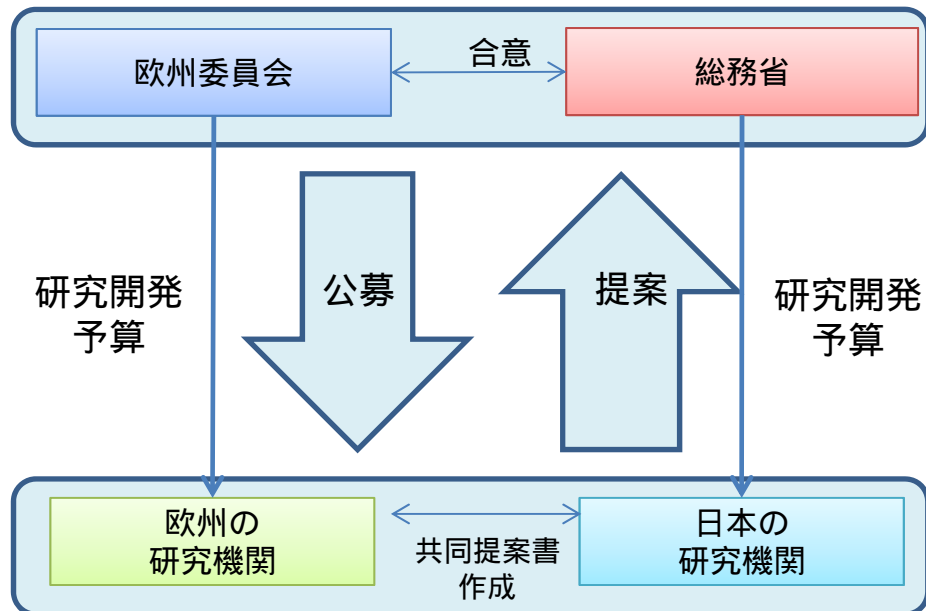 欧州委員会
合意
総務省
研究開発
予算
公募
提案
研究開発
予算
欧州の
研究機関
共同提案書
作成
日本の
研究機関